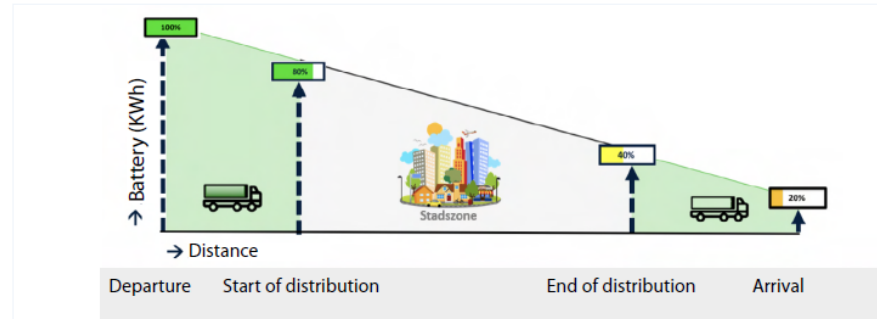 100%
80%
40%
20%
→ Battery (KWh)
Stadszone
→ Distance
Departure Start of distribution End of distribution Arrival